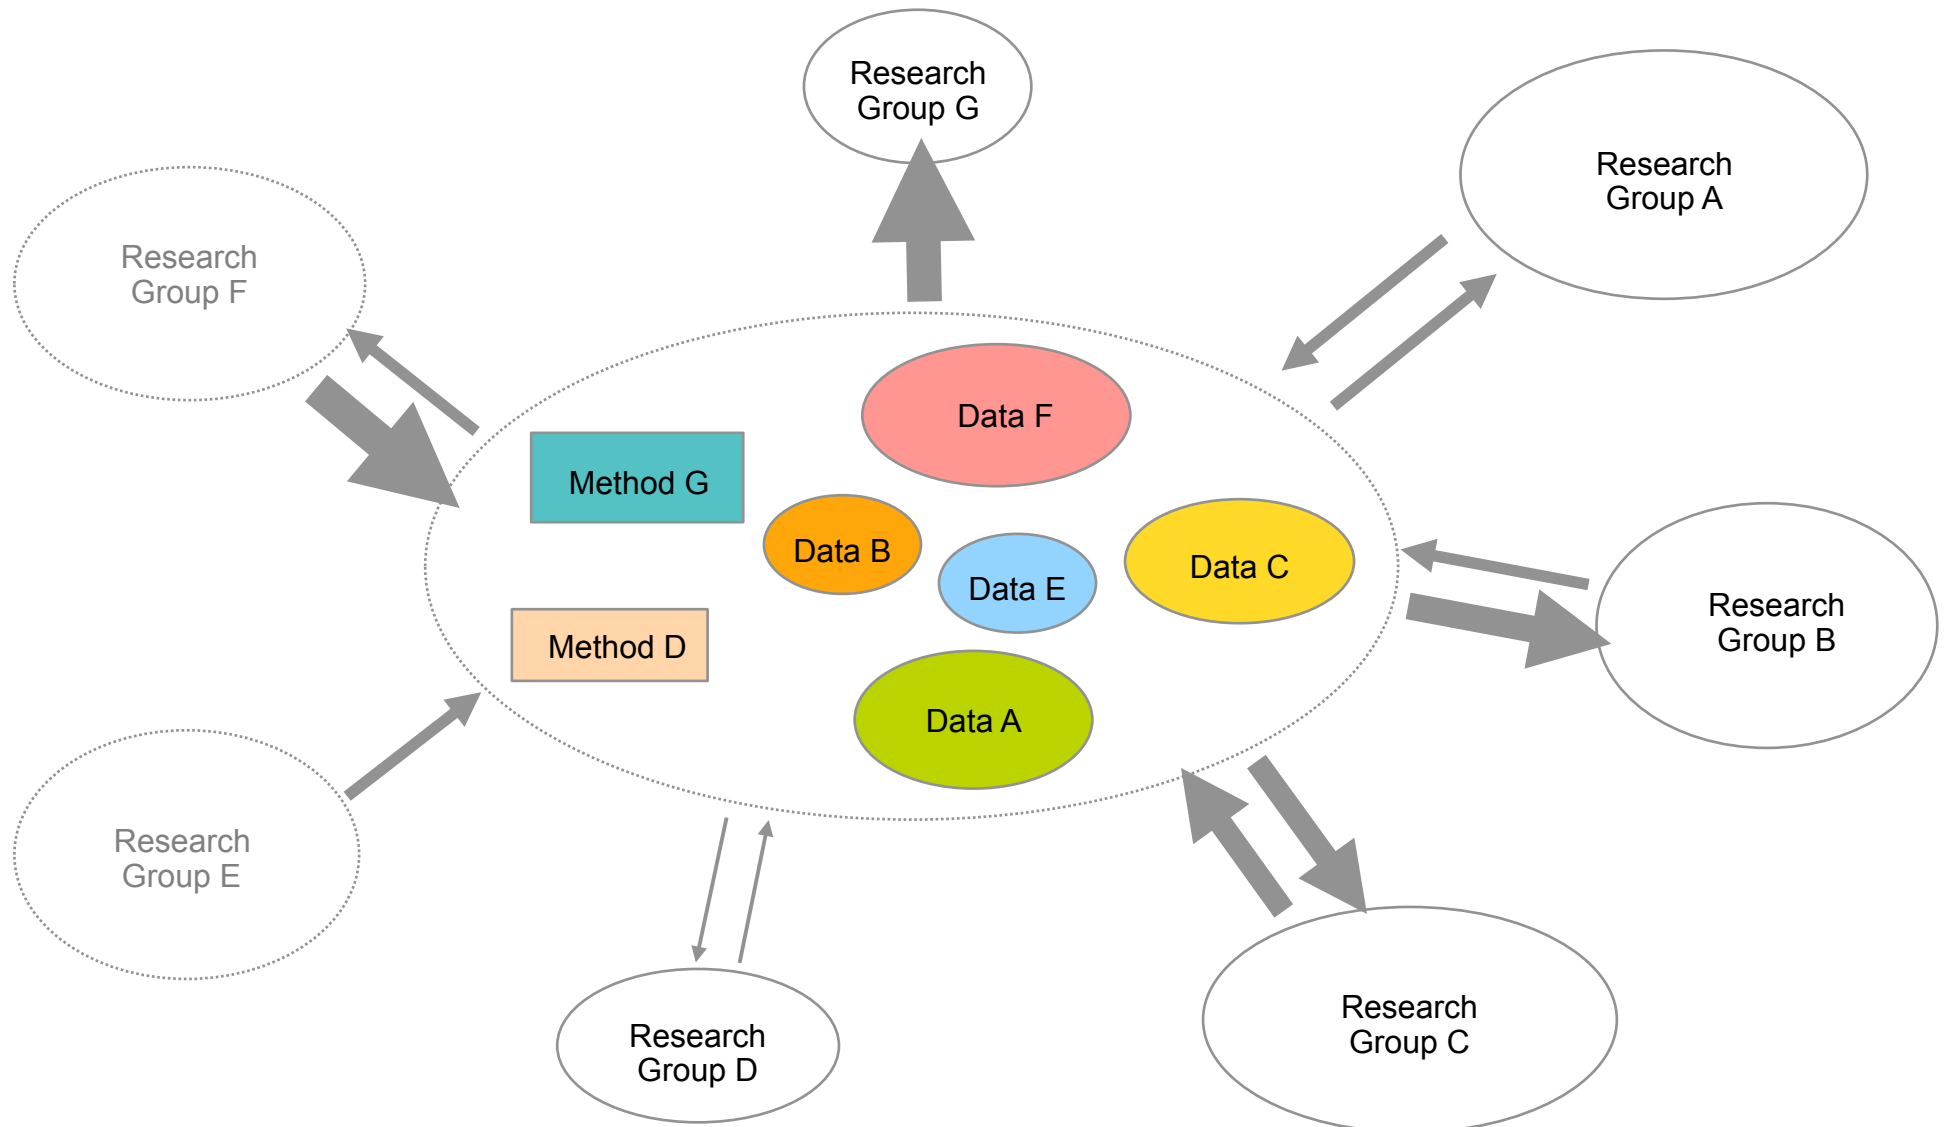 Research
Group G
Research
Group A
Research
Group F
Data F
Method G
Data B
Data C
Data E
Research
Group B
Method D
Data A
Research
Group E
Research
Group C
Research
Group D